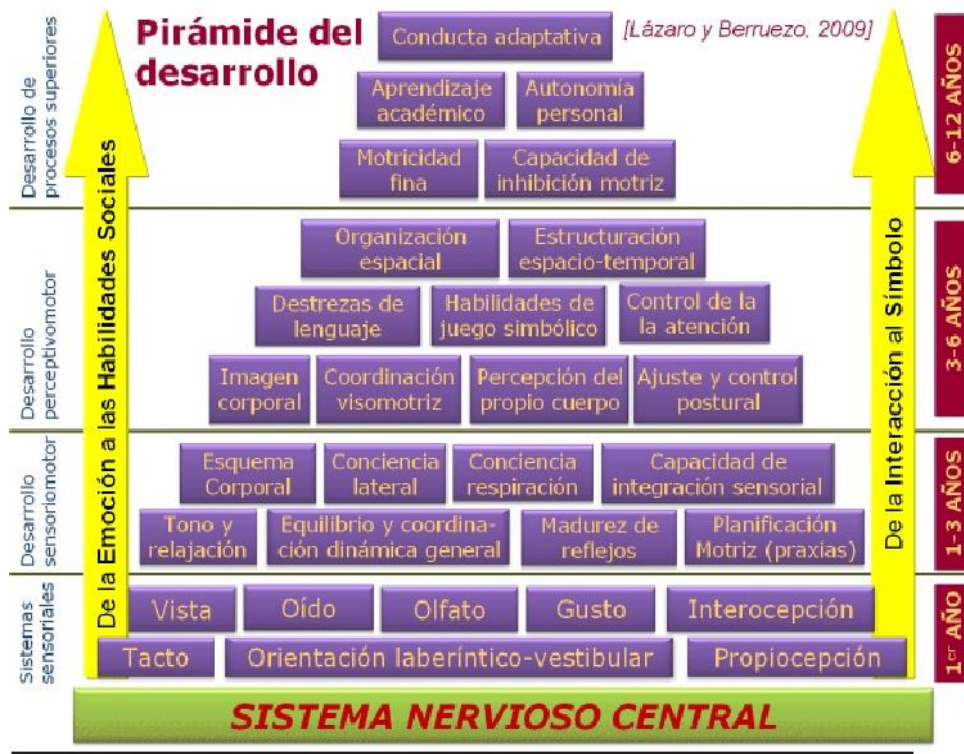 Pirámide del
desarrollo
[Lázaro y Berruezo, 2009]
Conducta adaptativa
Aprendizaje
académico
Autonomía
personal
Motricidad
fina
Capacidad de
inhibición motriz
Desarrollo de
procesos superiores
6-12 AÑOS
Organización
espacial
Estructuración
espacio-temporal
Destrezas de
lenguaje
Habilidades de
juego simbólico
Control de la
la atención
Imagen
corporal
Coordinación
visomotriz
Percepción del
propio cuerpo
Ajuste y control
postural
Desarrollo
perceptivomotor
3-6 AÑOS
Esquema
Corporal
Conciencia
lateral
Conciencia
respiración
Capacidad de
integración sensorial
Tono y
relajación
Equilibrio y coordina-
ción dinámica general
Madurez de
reflejos
Planificación
Motriz (praxias)
Desarrollo
sensoriomotor
1-3 AÑOS
Vista
Oído
Olfato
Gusto
Interocepción
Tacto
Orientación laberíntico-vestibular
Propiocepción
Sistemas
sensoriales
1er AÑO
De la Emoción a las Habilidades Sociales
De la Interacción al Símbolo
SISTEMA NERVIOSO CENTRAL